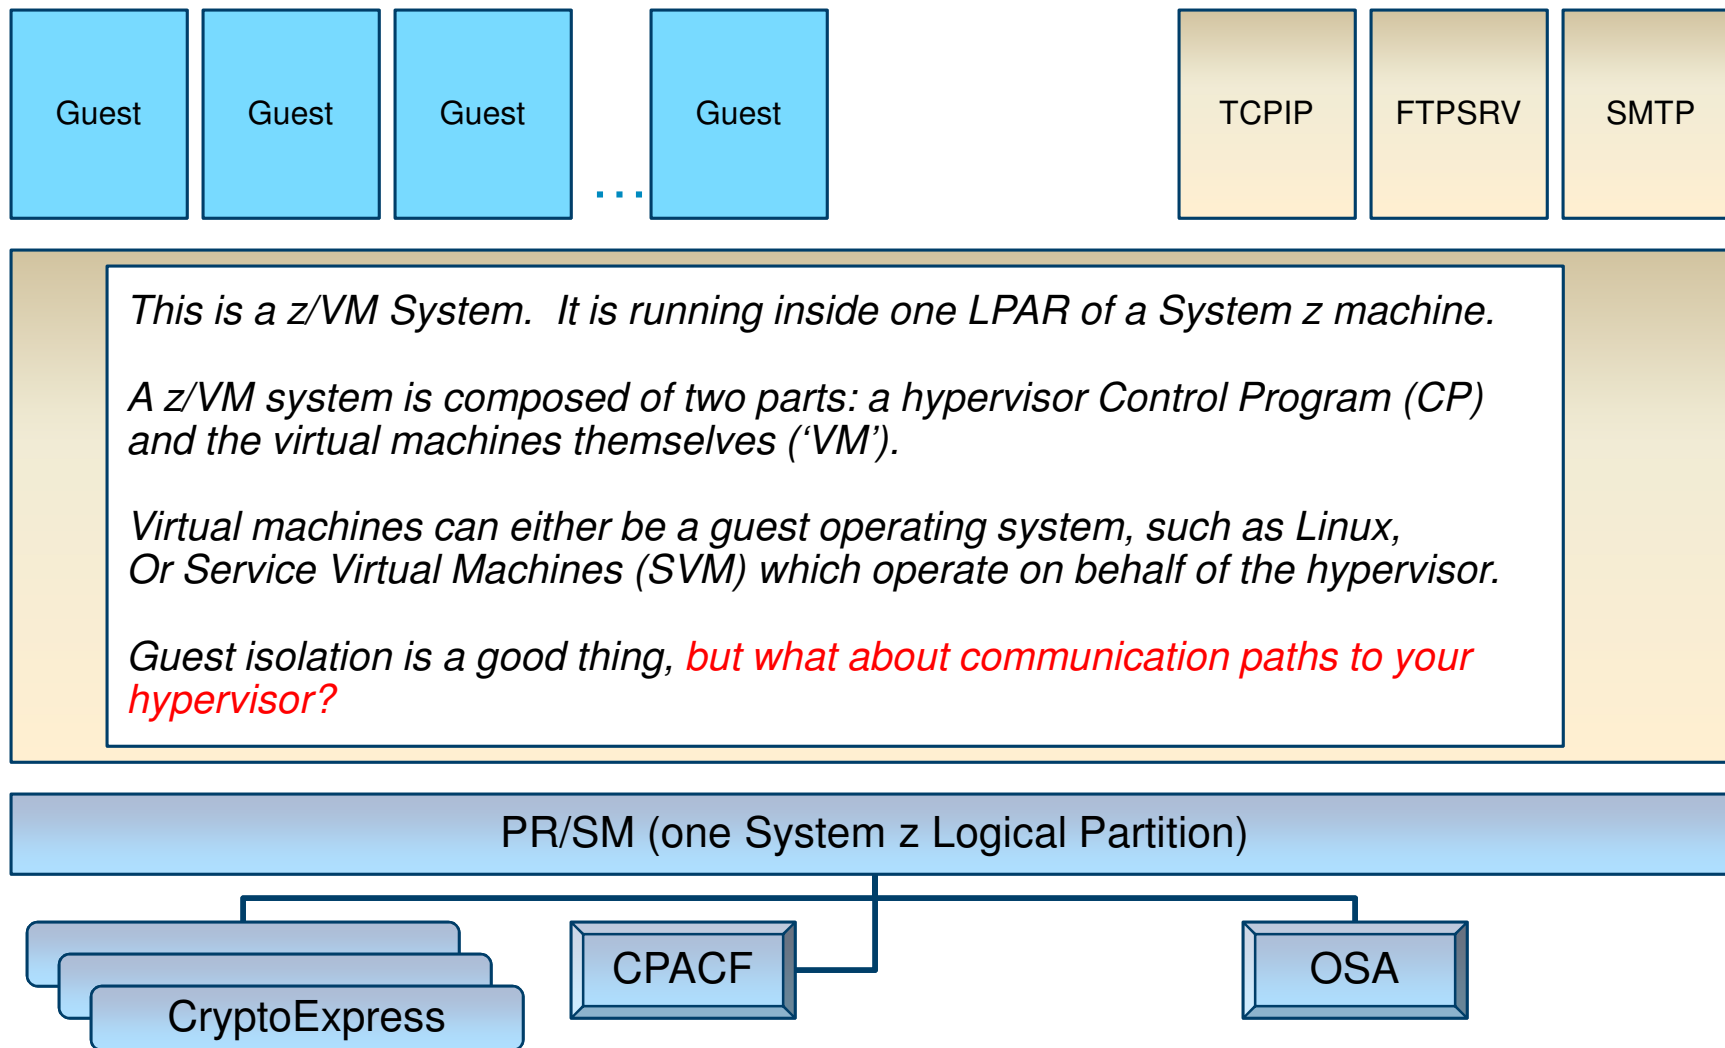 Guest
Guest
Guest
...
Guest
TCPIP
FTPSRV
SMTP
This is a z/VM System.  It is running inside one LPAR of a System z machine.
A z/VM system is composed of two parts: a hypervisor Control Program (CP)
and the virtual machines themselves (‘VM’).
Virtual machines can either be a guest operating system, such as Linux,
Or Service Virtual Machines (SVM) which operate on behalf of the hypervisor.
Guest isolation is a good thing, but what about communication paths to your
hypervisor?
PR/SM (one System z Logical Partition)
CryptoExpress
CPACF
OSA